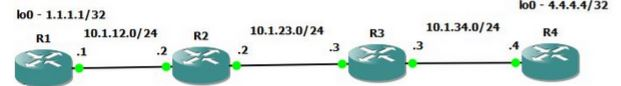 lo0 - 1.1.1.1/32
lo0 - 4.4.4.4/32
R1
10.1.12.0/24
R2
10.1.23.0/24
R3
10.1.34.0/24
R4
.1
.2
.2
.3
.3
.4